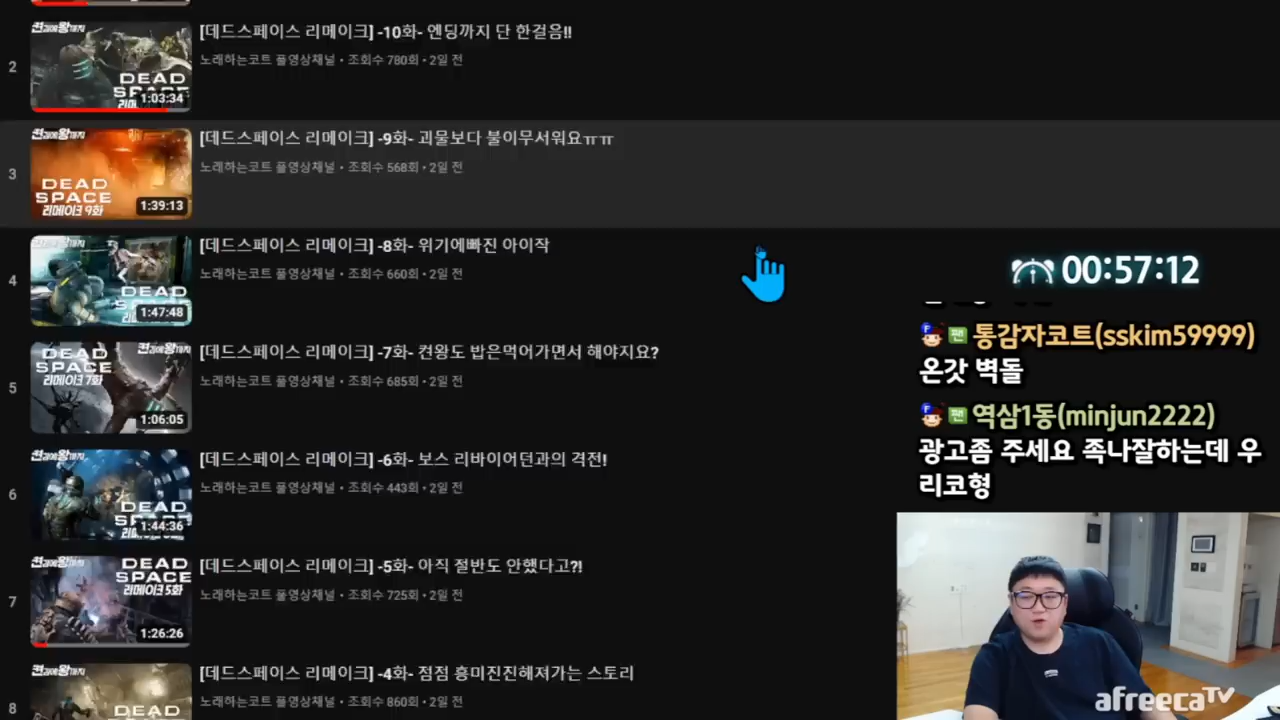 2
컨과에왕까지
DEAD
SPACE
1:03:34
[데드스페이스 리메이크] -10화- 엔딩까지 단 한걸음!!
노래하는코트 풀영상채널 • 조회수 780회 • 2일 전
3
DEAD
SPACE
리메이크 9화
1:39:13
[데드스페이스 리메이크] -9화- 괴물보다 불이무서워요ㅠㅠ
노래하는코트 풀영상채널 • 조회수 568회 • 2일 전
4
DEAD
1:47:48
[데드스페이스 리메이크] -8화- 위기에빠진 아이작
노래하는코트 풀영상채널 • 조회수 660회 • 2일 전
5
DEAD
SPACE
리메이크 7화
1:06:05
[데드스페이스 리메이크] -7화- 켠왕도 밥은먹어가면서 해야지요?
노래하는코트 풀영상채널 • 조회수 685회 • 2일 전
6
DEAD
1:44:36
[데드스페이스 리메이크] -6화- 보스 리바이어던과의 격전!
노래하는코트 풀영상채널 • 조회수 443회 • 2일 전
7
DEAD
SPACE
리메이크 5화
1:26:26
[데드스페이스 리메이크] -5화- 아직 절반도 안했다고?!
노래하는코트 풀영상채널 • 조회수 725회 • 2일 전
8
DEAD
[데드스페이스 리메이크] -4화- 점점 흥미진진해져가는 스토리
노래하는코트 풀영상채널 • 조회수 860회 • 2일 전
00:57:12
팬 통감자코트(sskim59999)
온갓 벽돌
팬 역삼1동(minjun2222)
광고좀 주세요 족나잘하는데 우
리코형
afreecaTV